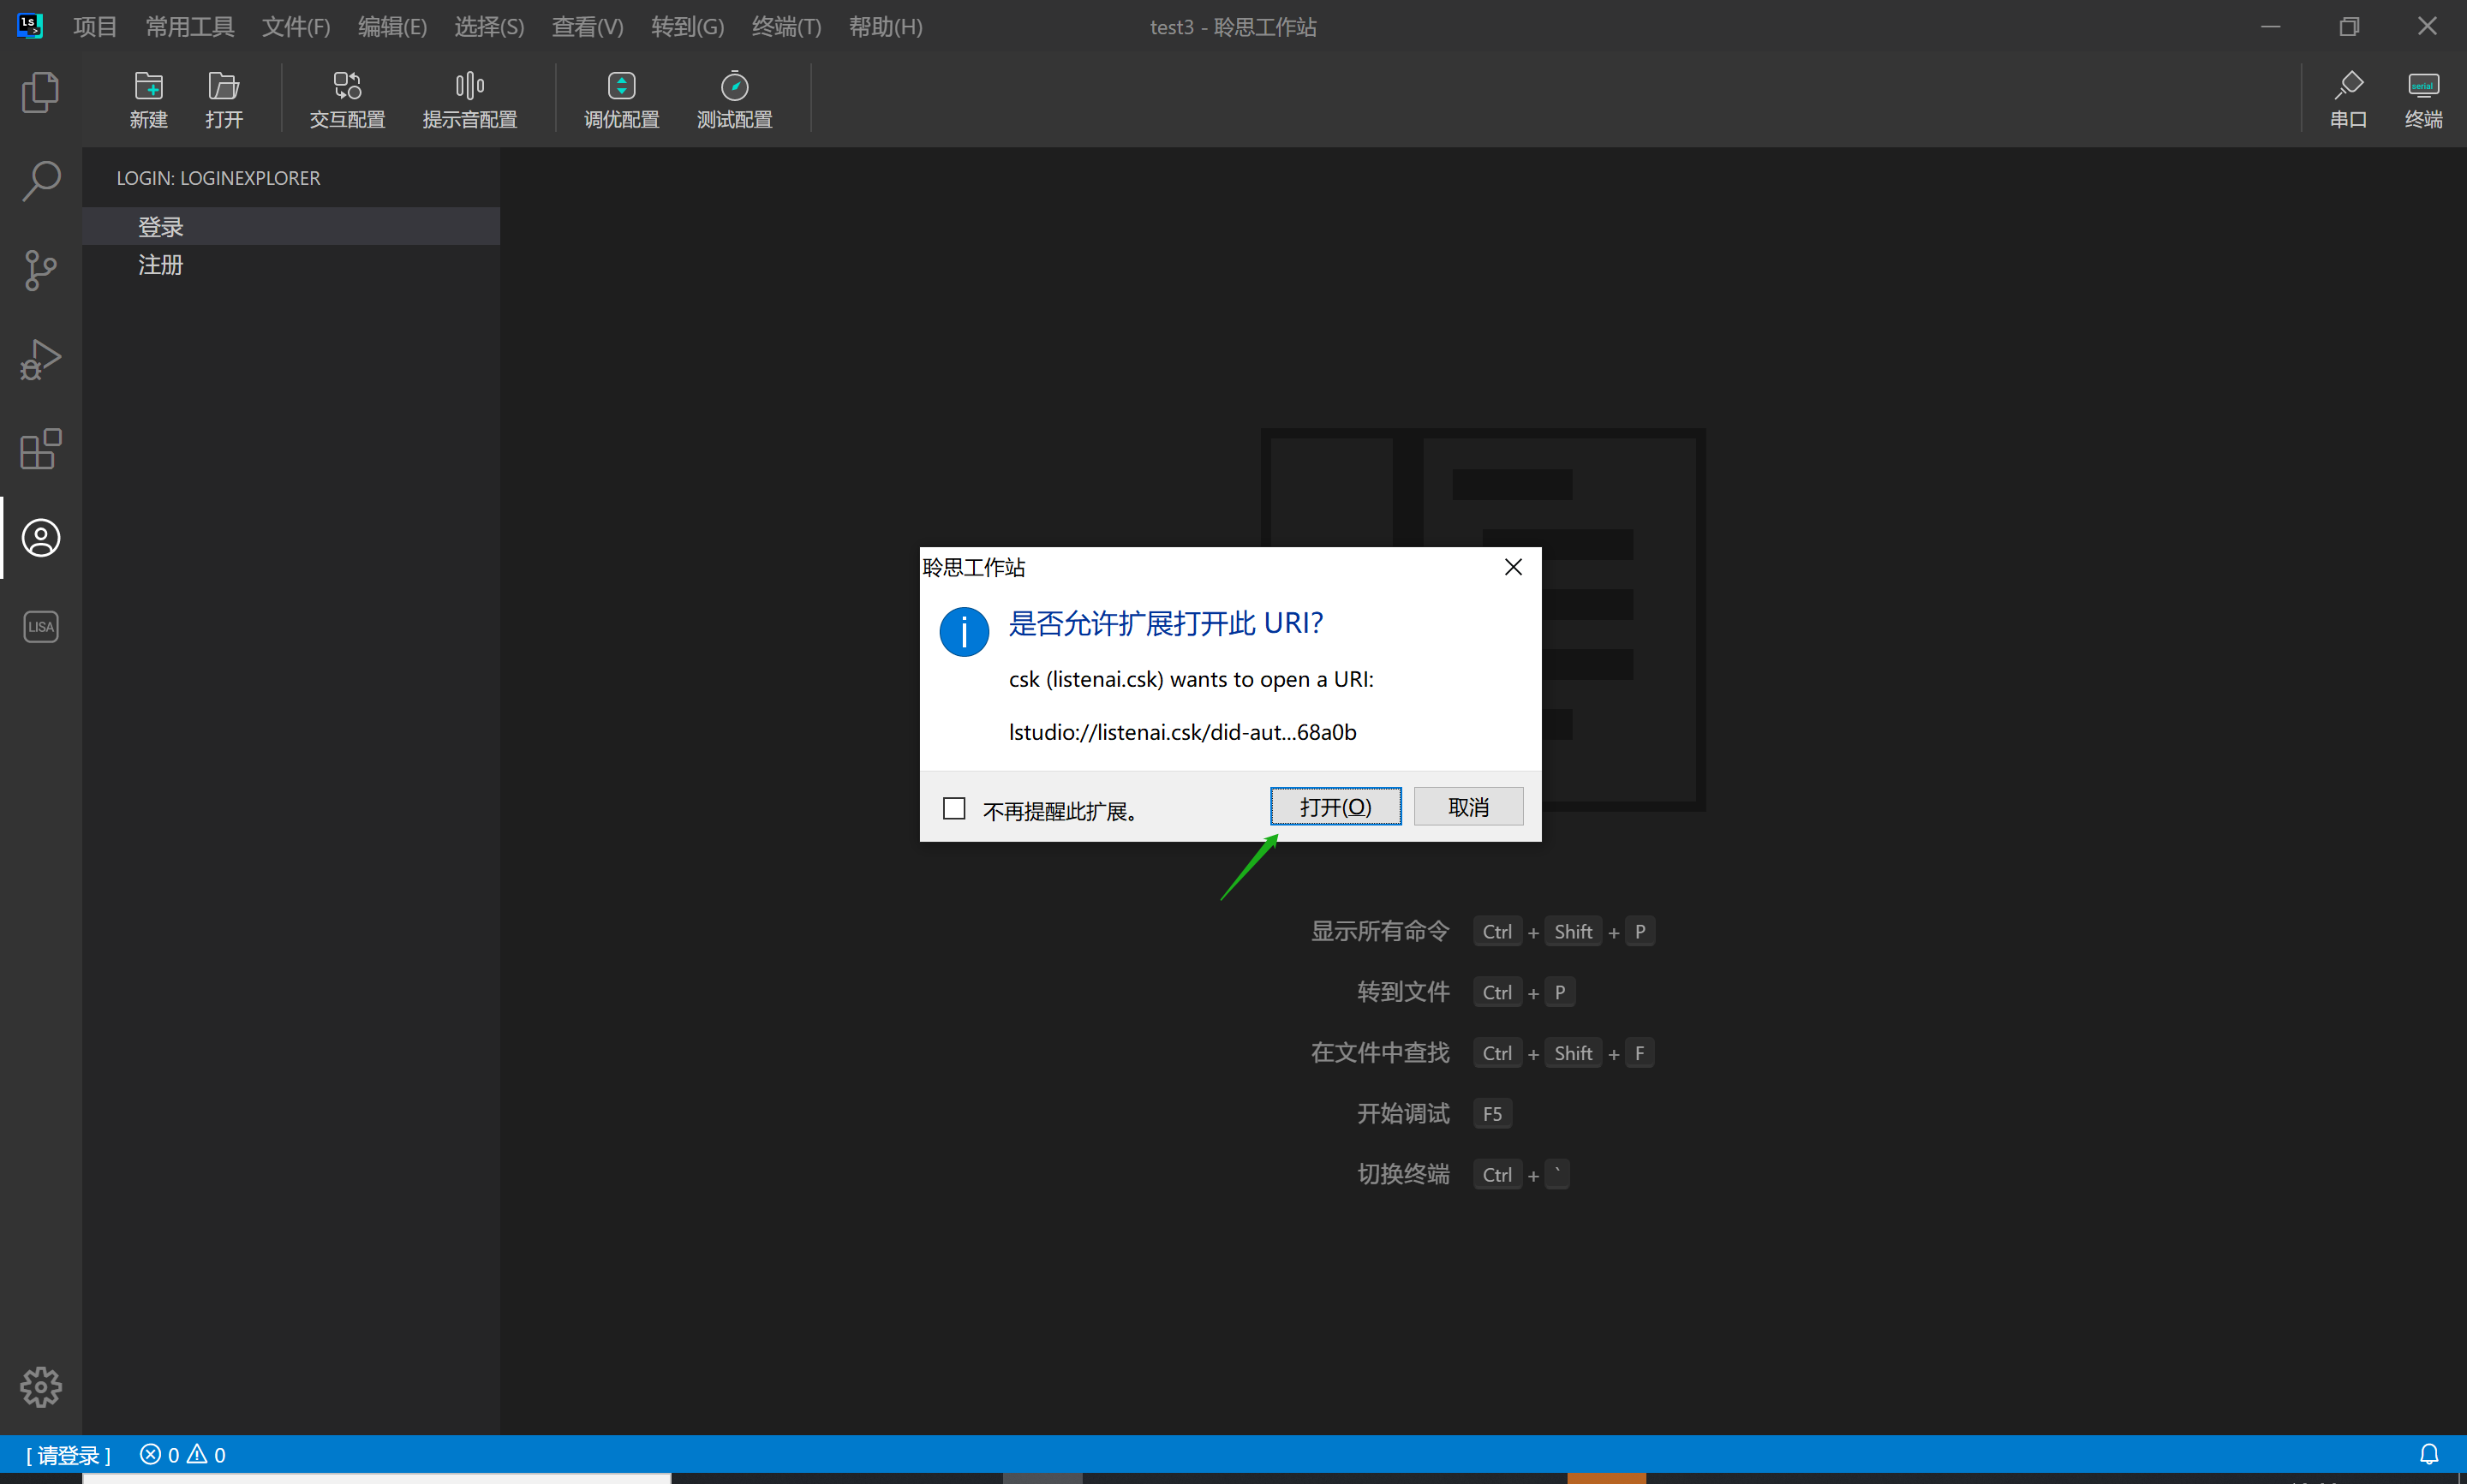 项目 常用工具 文件(F) 编辑(E) 选择(S) 查看(V) 转到(G) 终端(T) 帮助(H) test3 - 聆思工作站
新建 打开 交互配置 提示音配置 调优配置 测试配置 serial 串口 终端
LOGIN: LOGINEXPLORER
登录
注册
LISA
聆思工作站
是否允许扩展打开此 URI?
csk (listenai.csk) wants to open a URI:
lstudio://listenai.csk/did-aut...68a0b
不再提醒此扩展。 打开(O) 取消
显示所有命令 Ctrl + Shift + P
转到文件 Ctrl + P
在文件中查找 Ctrl + Shift + F
开始调试 F5
切换终端 Ctrl + `
[ 请登录 ] 0 0